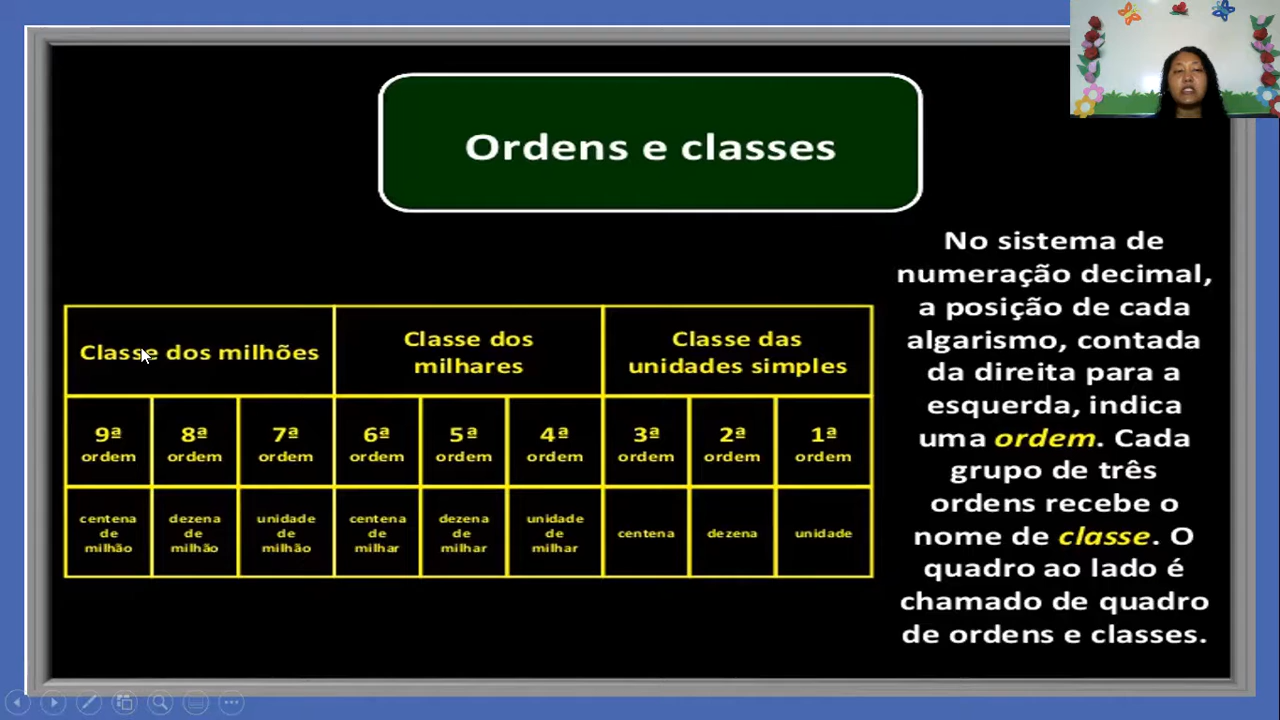 Ordens e classes
Classe dos milhões
Classe dos
milhares
Classe das
unidades simples
9ª
ordem
8ª
ordem
7ª
ordem
6ª
ordem
5ª
ordem
4ª
ordem
3ª
ordem
2ª
ordem
1ª
ordem
centena
de
milhão
dezena
de
milhão
unidade
de
milhão
centena
de
milhar
dezena
de
milhar
unidade
de
milhar
centena
dezena
unidade
No sistema de
numeração decimal,
a posição de cada
algarismo, contada
da direita para a
esquerda, indica
uma ordem. Cada
grupo de três
ordens recebe o
nome de classe. O
quadro ao lado é
chamado de quadro
de ordens e classes.